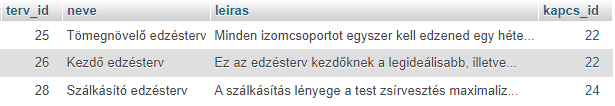 terv_id neve leiras kapcs_id
25 Tömegnövelő edzésterv Minden izomcsoportot egyszer kell edzened egy héte... 22
26 Kezdő edzésterv Ez az edzésterv kezdőknek a legideálisabb, illetve... 22
28 Szálkásító edzésterv A szálkásítás lényege a test zsírvesztés maximaliz... 24